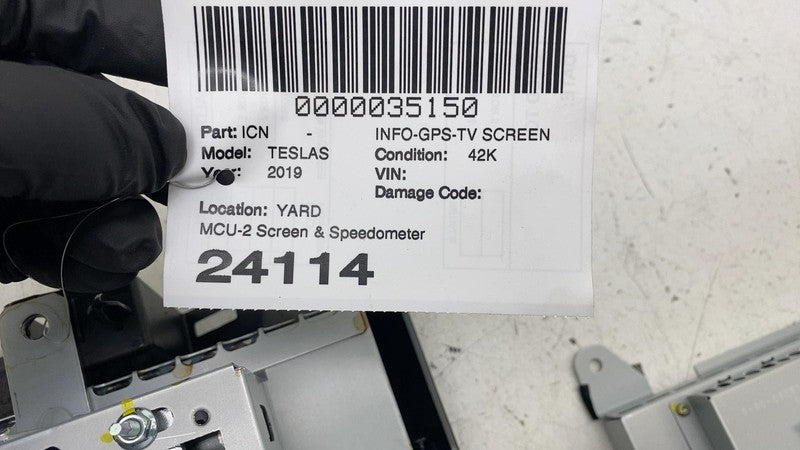 0000035150
Part: ICN - INFO-GPS-TV SCREEN
Model: TESLAS Condition: 42K
Year: 2019 VIN:
Damage Code:
Location: YARD
MCU-2 Screen & Speedometer
24114